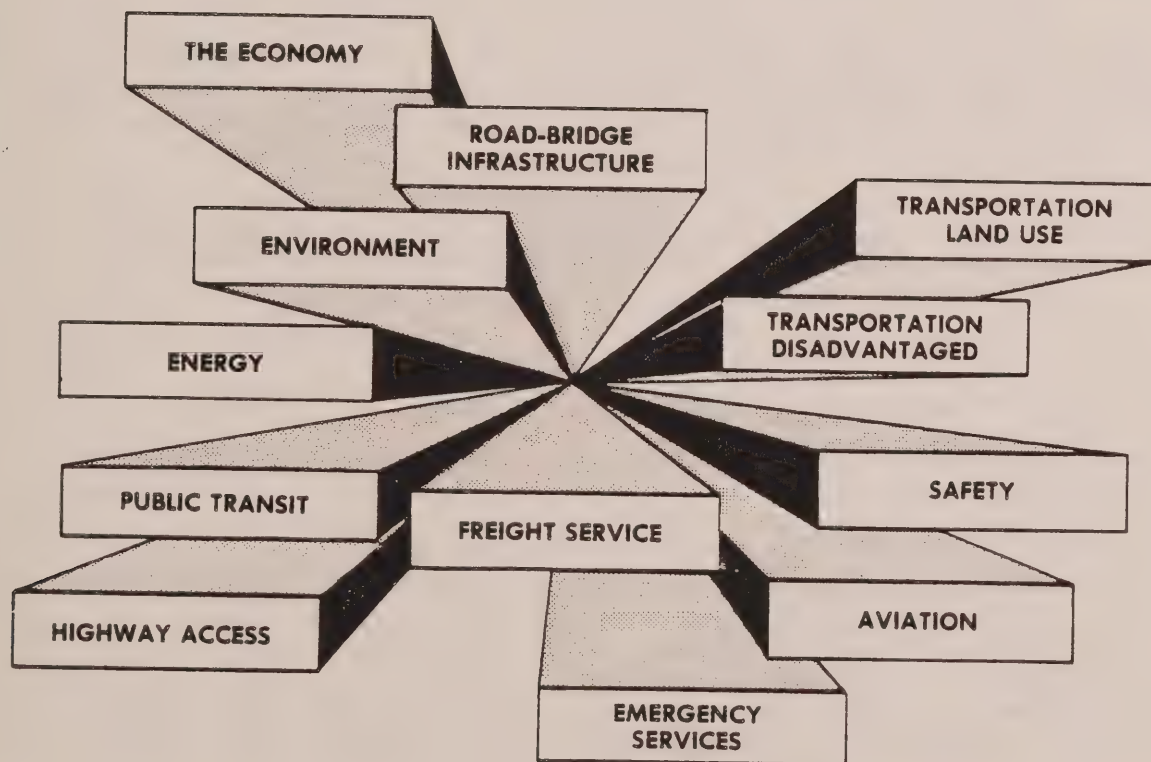 THE ECONOMY
ROAD-BRIDGE
INFRASTRUCTURE
TRANSPORTATION
LAND USE
ENVIRONMENT
TRANSPORTATION
DISADVANTAGED
ENERGY
PUBLIC TRANSIT
FREIGHT SERVICE
SAFETY
HIGHWAY ACCESS
AVIATION
EMERGENCY
SERVICES